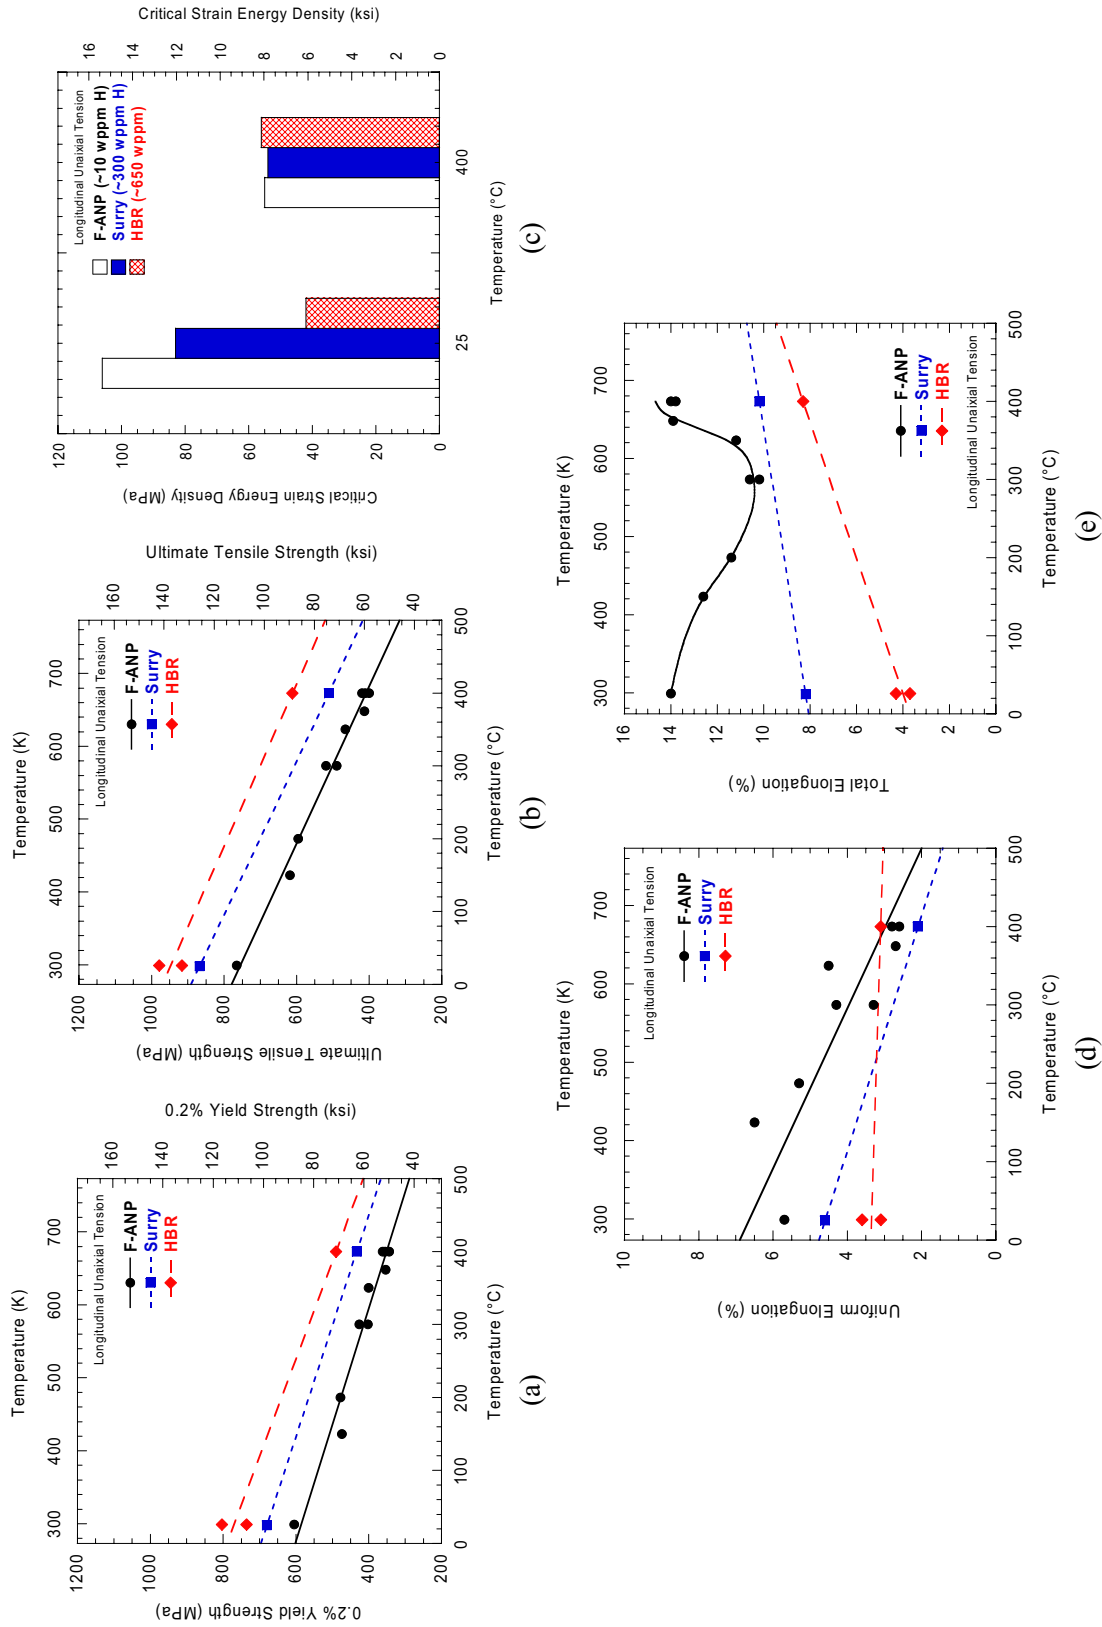 Temperature (K)
300 400 500 600 700
1200
1000
800
600
400
200
0.2% Yield Strength (MPa)
Longitudinal Unaixial Tension
F-ANP
Surry
HBR
140
120
100
80
60
40
0.2% Yield Strength (ksi)
0 100 200 300 400 500
Temperature (°C)
(a)
Temperature (K)
300 400 500 600 700
1200
1000
800
600
400
200
Ultimate Tensile Strength (MPa)
Longitudinal Unaixial Tension
F-ANP
Surry
HBR
160
140
120
100
80
60
40
Ultimate Tensile Strength (ksi)
0 100 200 300 400 500
Temperature (°C)
(b)
120
100
80
60
40
20
0
Critical Strain Energy Density (MPa)
Longitudinal Unaixial Tension
F-ANP (~10 wppm H)
Surry (~300 wppm H)
HBR (~650 wppm)
16
14
12
10
8
6
4
2
0
Critical Strain Energy Density (ksi)
25 400
Temperature (°C)
(c)
Temperature (K)
300 400 500 600 700
10
8
6
4
2
0
Uniform Elongation (%)
Longitudinal Unaixial Tension
F-ANP
Surry
HBR
0 100 200 300 400 500
Temperature (°C)
(d)
Temperature (K)
300 400 500 600 700
16
14
12
10
8
6
4
2
0
Total Elongation (%)
F-ANP
Surry
HBR
Longitudinal Unaixial Tension
0 100 200 300 400 500
Temperature (°C)
(e)